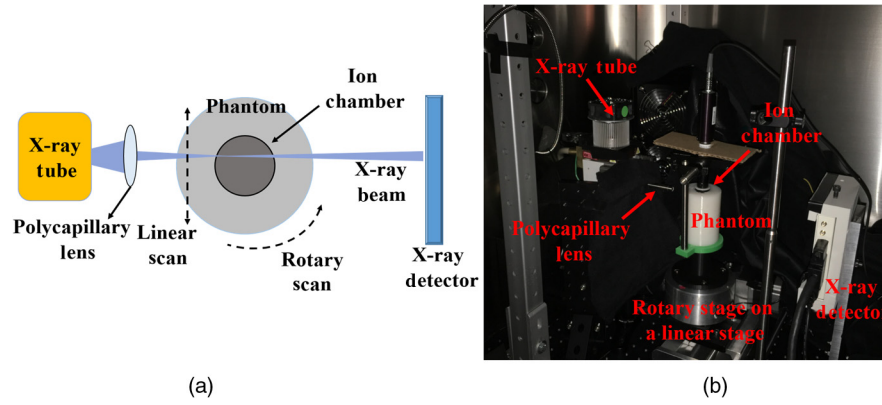 X-ray
tube
Polycapillary
lens
Phantom
Linear
scan
Ion
chamber
Rotary
scan
X-ray
beam
X-ray
detector
(a)
X-ray tube
Ion
chamber
Polycapillary
lens
Phantom
Rotary stage on
a linear stage
X-ray
detector
(b)